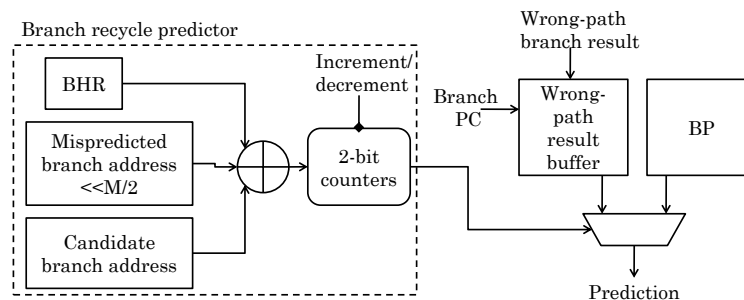 Branch recycle predictor
BHR
Mispredicted
branch address
<<M/2
Candidate
branch address
Increment/
decrement
2-bit
counters
Wrong-path
branch result
Branch
PC
Wrong-
path
result
buffer
BP
Prediction